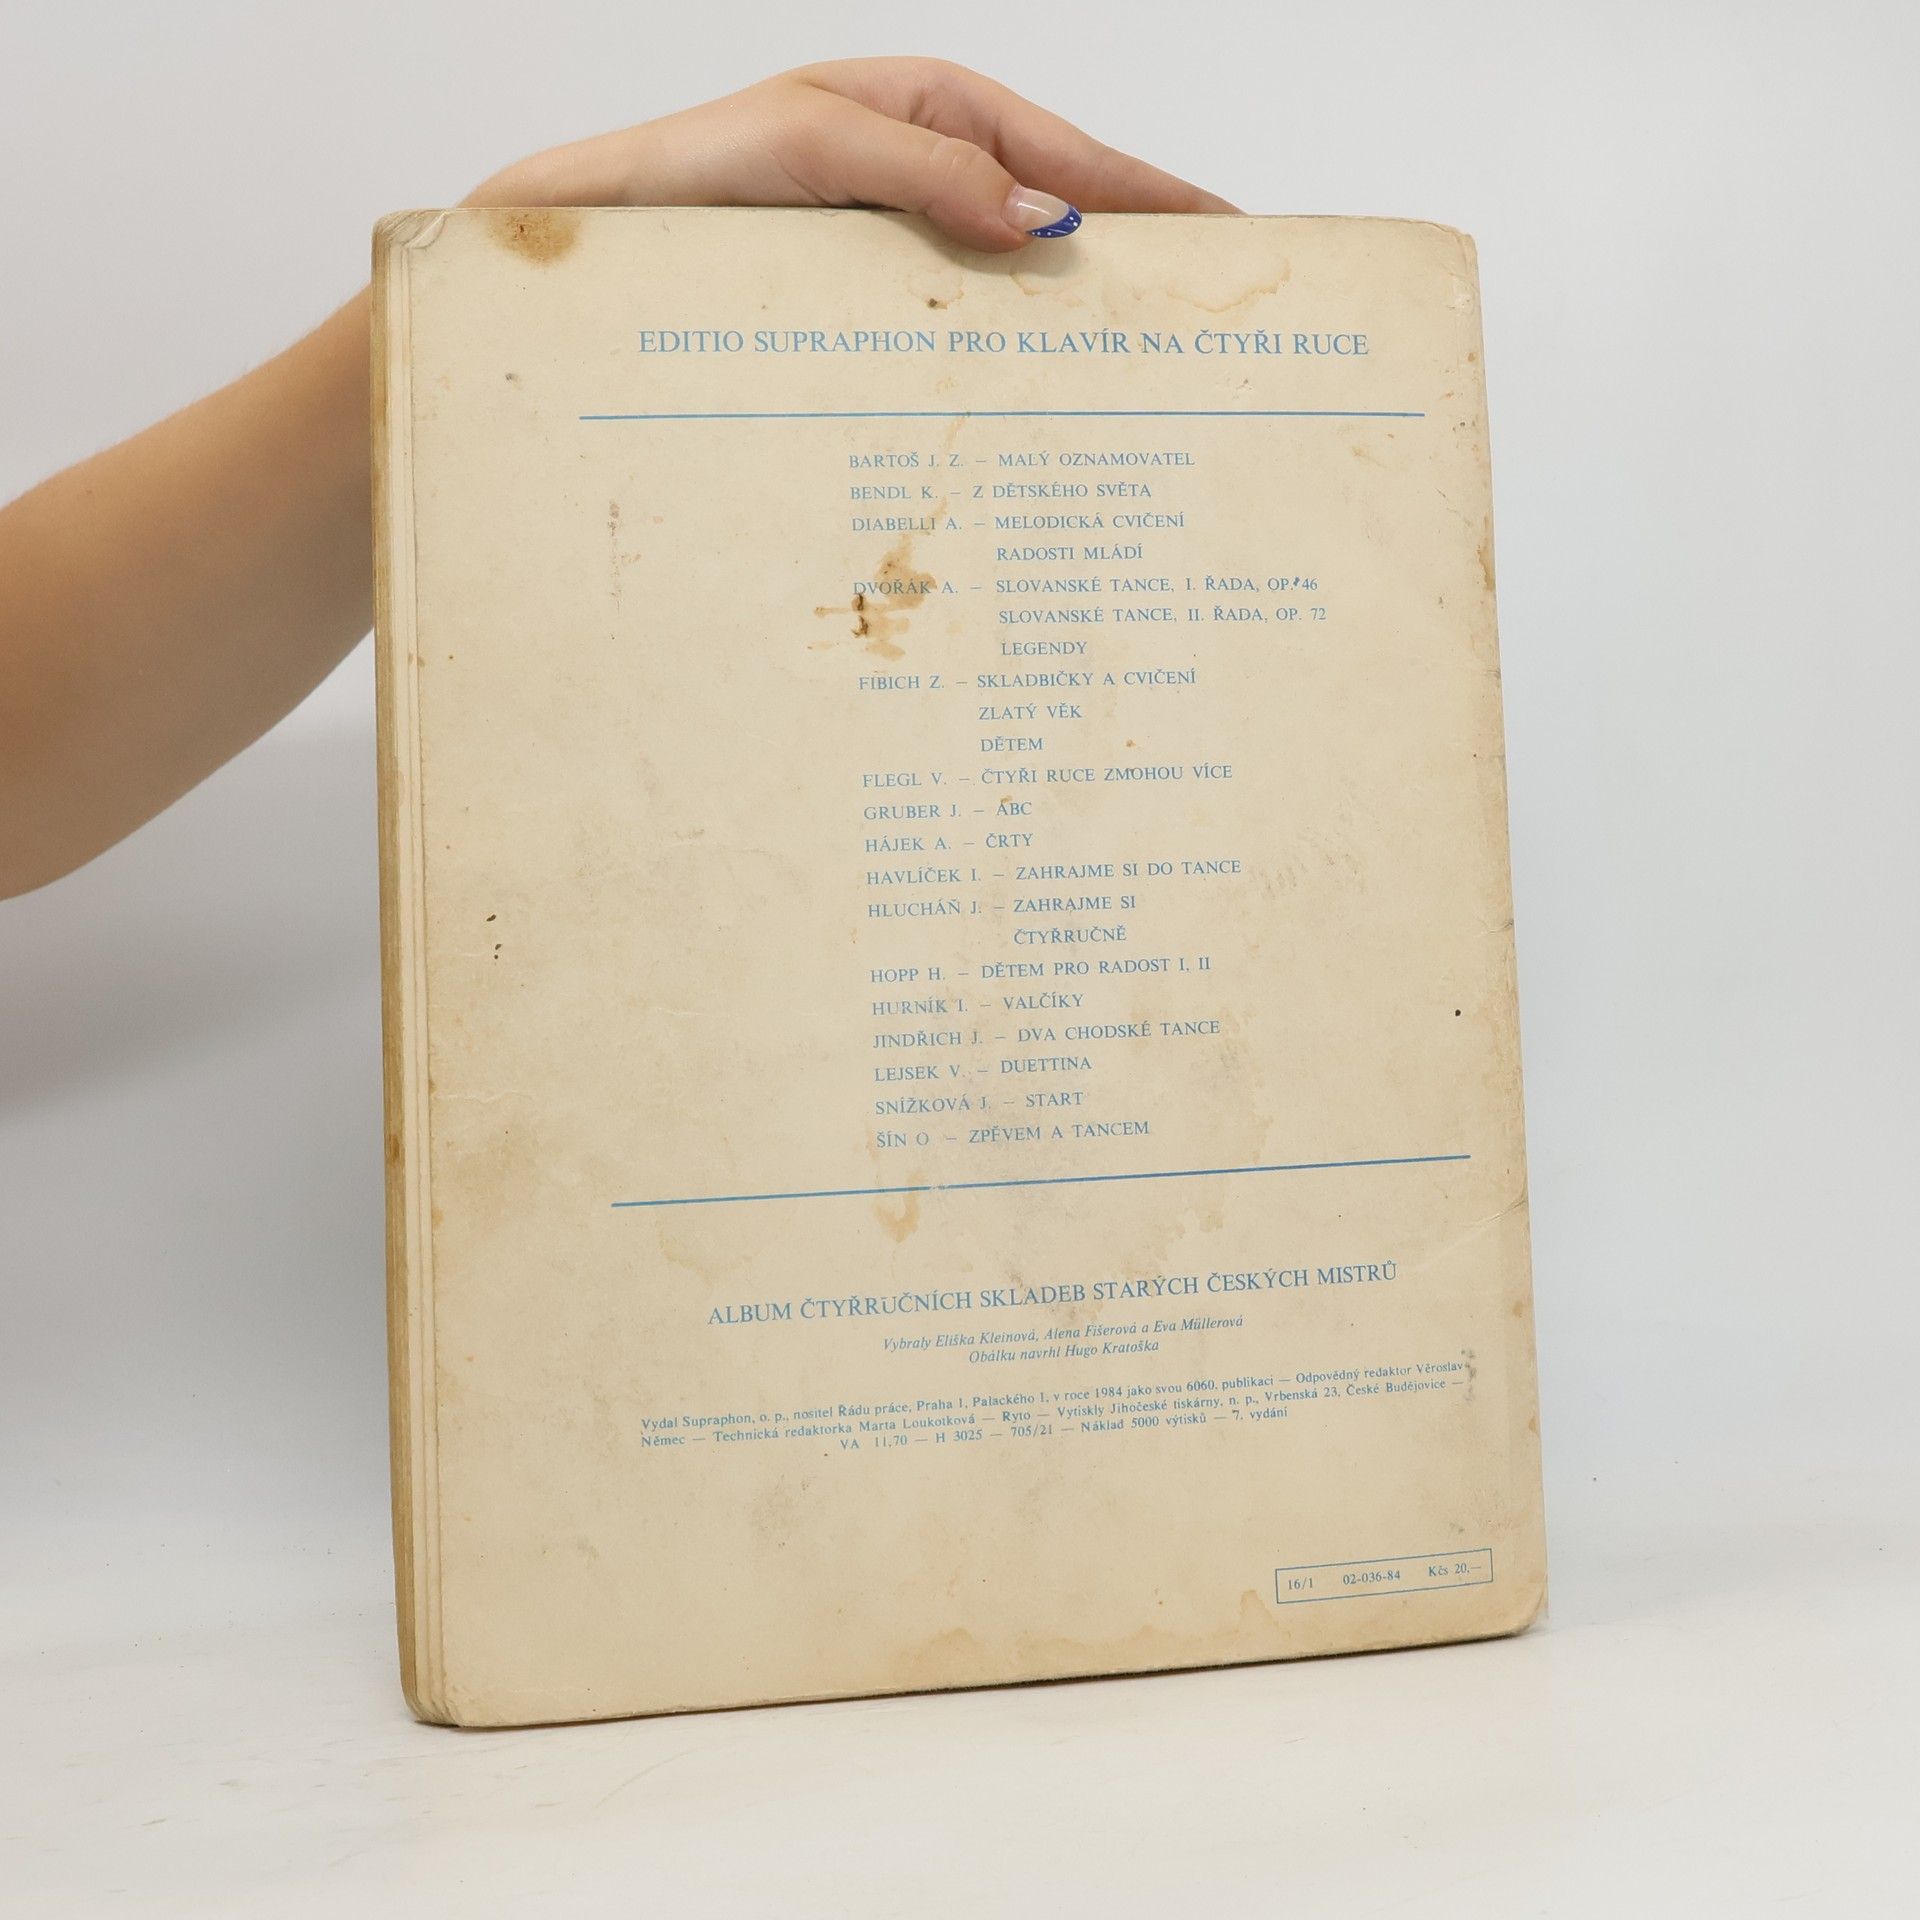 EDITIO SUPRAPHON PRO KLAVÍR NA ČTYŘI RUCE
BARTOŠ J. Z. – MALÝ OZNAMOVATEL
BENDL K. – Z DĚTSKÉHO SVĚTA
DIABELLI A. – MELODICKÁ CVIČENÍ
RADOSTI MLÁDÍ
DVOŘÁK A. – SLOVANSKÉ TANCE, I. ŘADA, OP. 46
SLOVANSKÉ TANCE, II. ŘADA, OP. 72
LEGENDY
FIBICH Z. – SKLADBIČKY A CVIČENÍ
ZLATÝ VĚK
DĚTEM
FLEGL V. – ČTYŘI RUCE ZMOHOU VÍCE
GRUBER J. – ABC
HÁJEK A. – ČRTY
HAVLÍČEK I. – ZAHRAJME SI DO TANCE
HLUCHÁŇ J. – ZAHRAJME SI
ČTYŘRUČNĚ
HOPP H. – DĚTEM PRO RADOST I, II
HURNÍK I. – VALČÍKY
JINDŘICH J. – DVA CHODSKÉ TANCE
LEJSEK V. – DUETTINA
SNÍŽKOVÁ J. – START
ŠÍN O – ZPĚVEM A TANCEM
ALBUM ČTYŘRUČNÍCH SKLADEB STARÝCH ČESKÝCH MISTRŮ
Vybraly Eliška Kleinová, Alena Fišerová a Eva Müllerová
Obálku navrhl Hugo Kratoška
Vydal Supraphon, o. p., nositel Řádu práce, Praha 1, Palackého 1, v roce 1984 jako svou 6060. publikaci — Odpovědný redaktor Věroslav
Němec — Technická redaktorka Marta Loukotková — Ryto — Vytiskly Jihočeské tiskárny, n. p., Vrbenská 23, České Budějovice —
VA 11,70 — H 3025 — 705/21 — Náklad 5000 výtisků — 7. vydání
16/1 02-036-84 Kčs 20,—